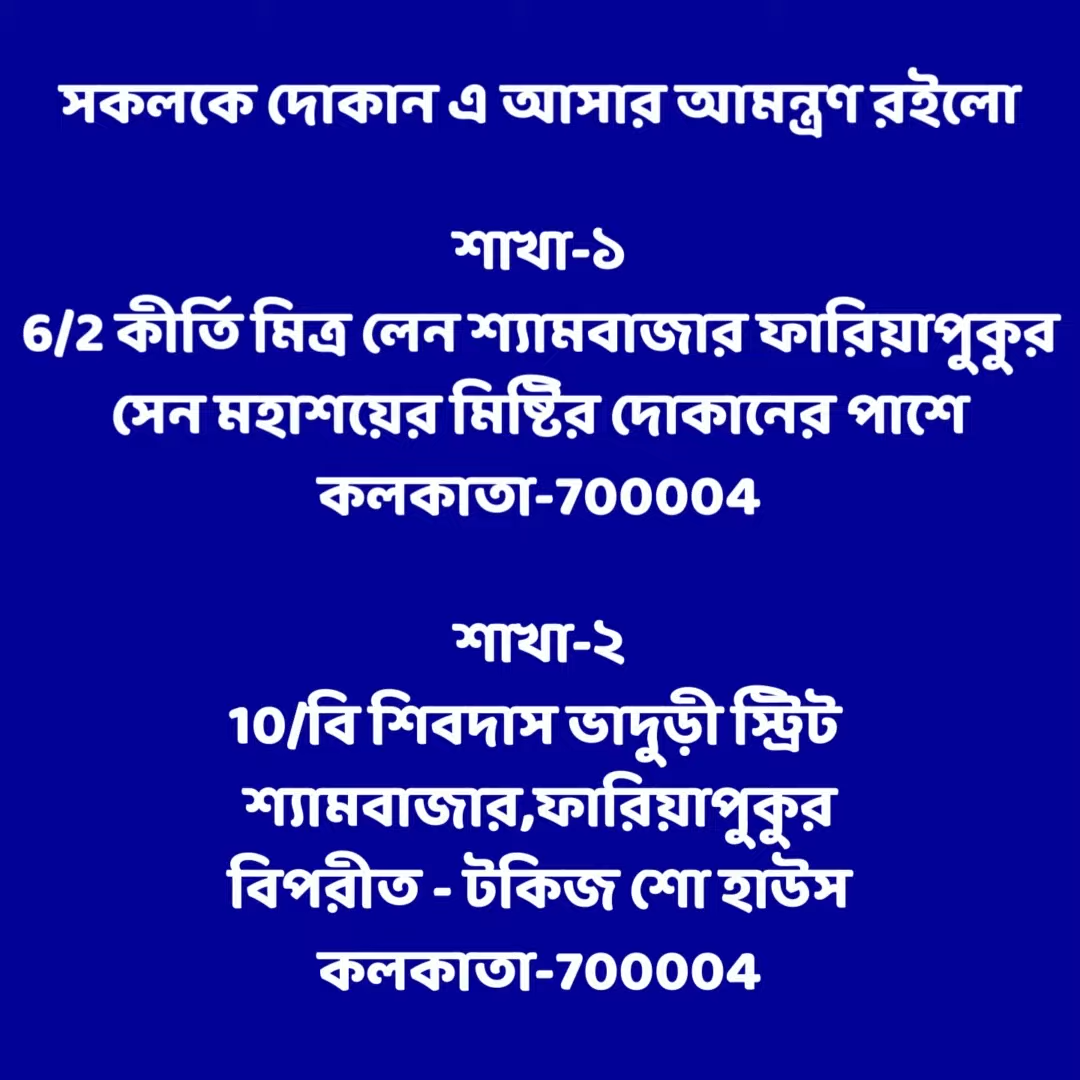 সকলকে দোকান এ আসার আমন্ত্রণ রইলো
শাখা-১
6/2 কীর্তি মিত্র লেন শ্যামবাজার ফারিয়াপুকুর
সেন মহাশয়ের মিষ্টির দোকানের পাশে
কলকাতা-700004
শাখা-২
10/বি শিবদাস ভাদুড়ী স্ট্রিট
শ্যামবাজার,ফারিয়াপুকুর
বিপরীত - টকিজ শো হাউস
কলকাতা-700004